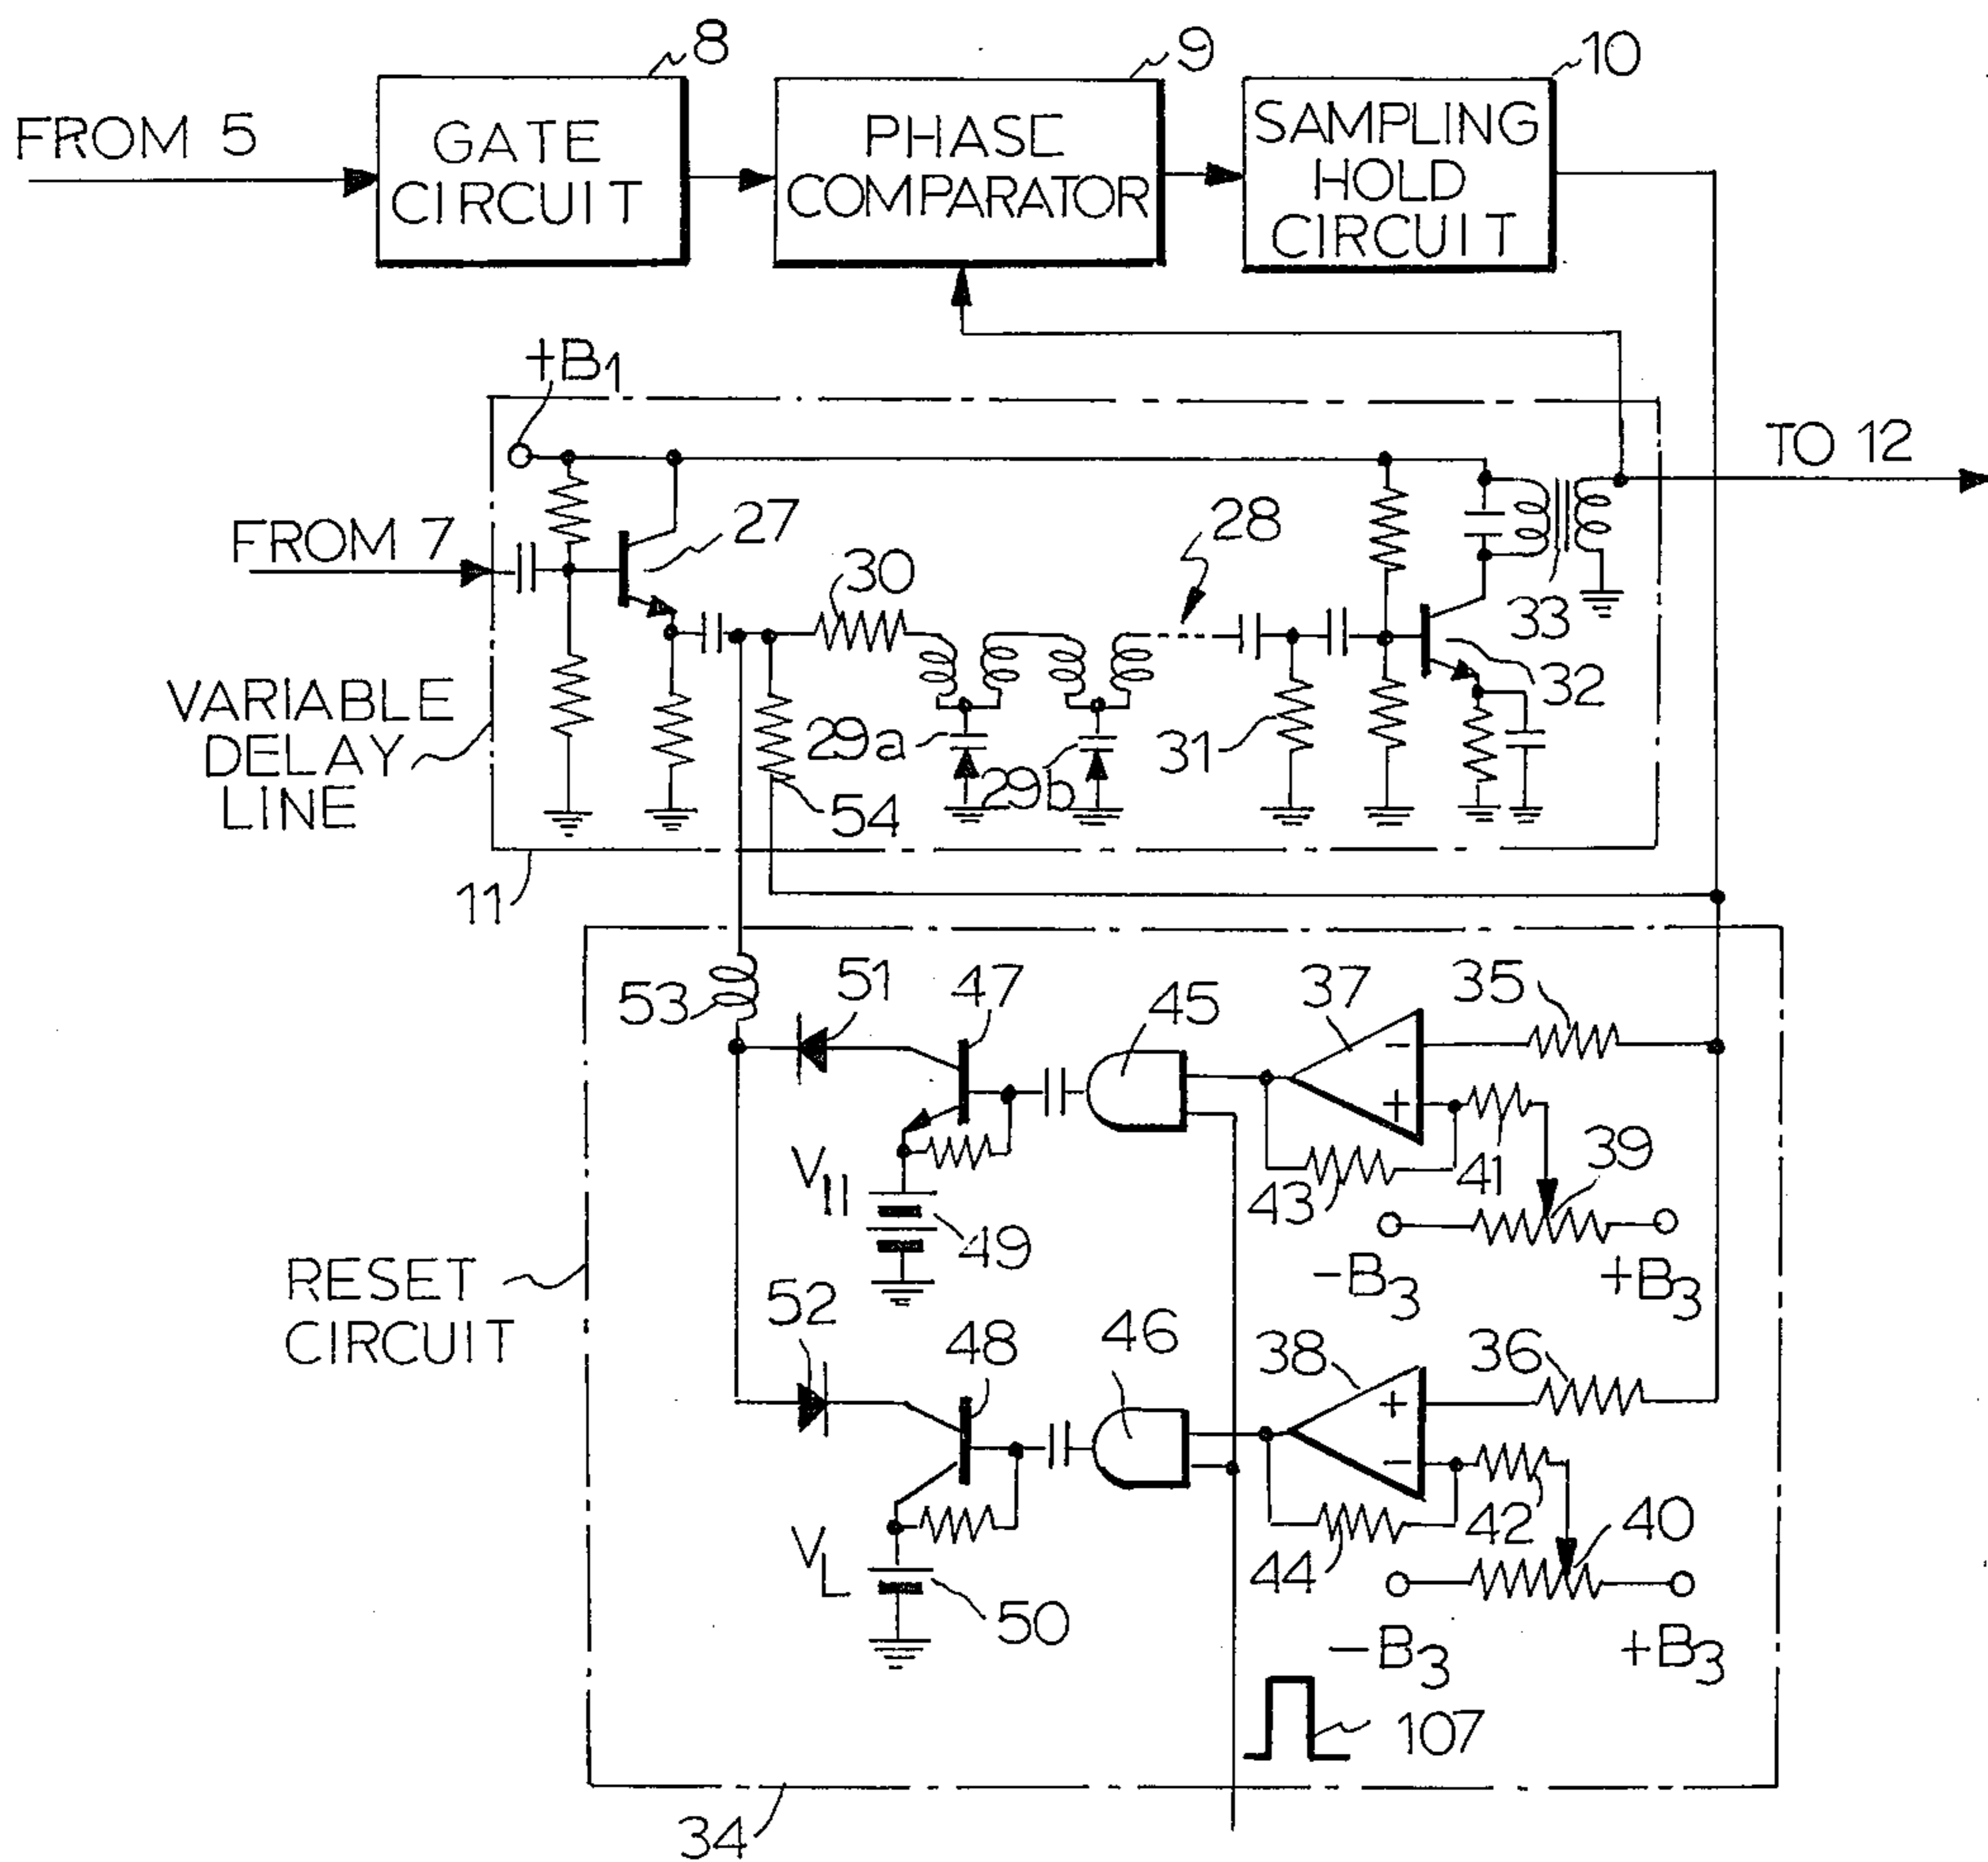 8
9
10
FROM 5
GATE
CIRCUIT
PHASE
COMPARATOR
SAMPLING
HOLD
CIRCUIT
+B1
TO 12
FROM 7
27
30
28
33
32
VARIABLE
DELAY
LINE
29a
29b
31
54
11
53
51
47
45
37
35
- +
43
41
39
VH
49
-B3
+B3
RESET
CIRCUIT
52
48
46
38
36
+ -
42
40
44
VL
50
-B3
+B3
107
34